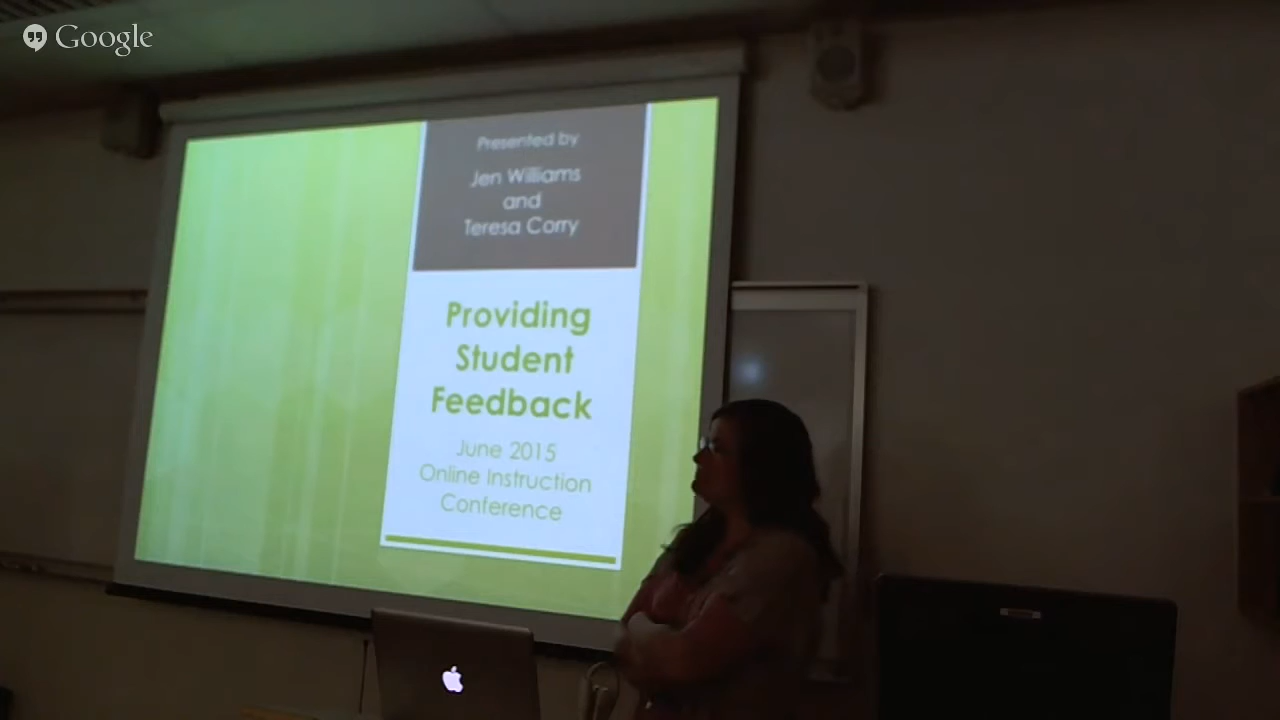 Google
Presented by
Jen Williams
and
Teresa Corry
Providing
Student
Feedback
June 2015
Online Instruction
Conference